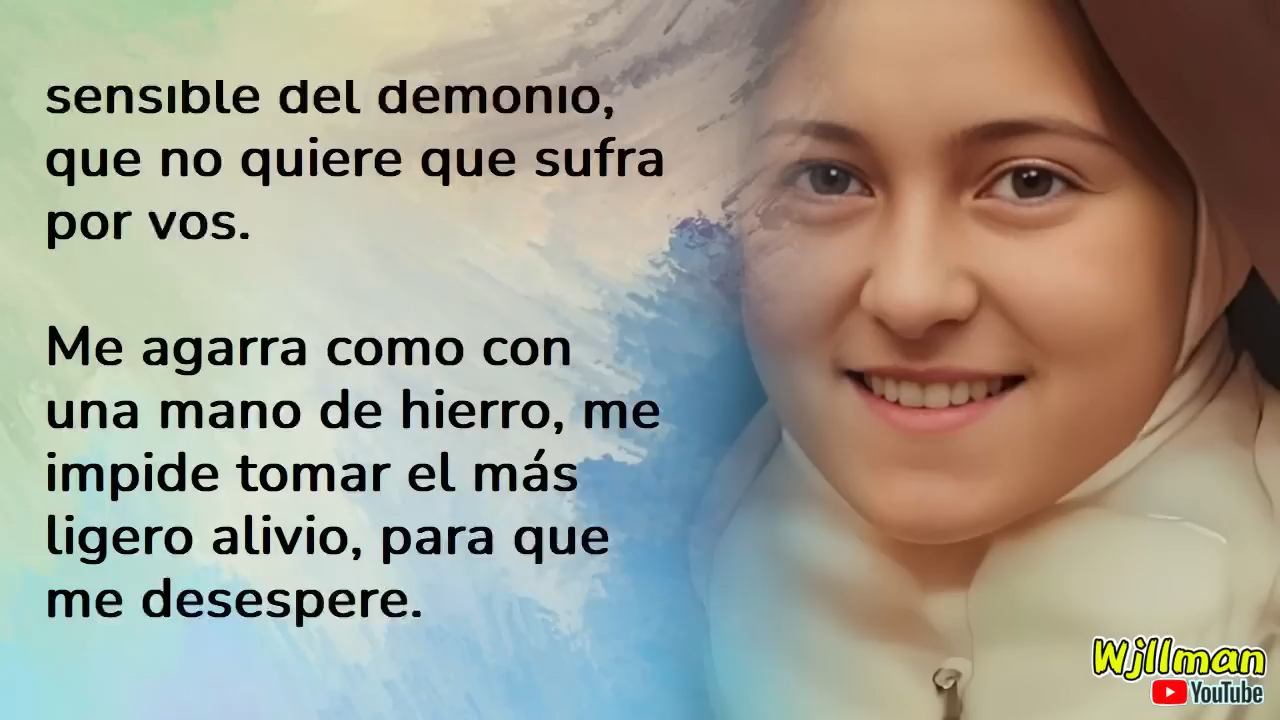 sensible del demonio,
que no quiere que sufra
por vos.
Me agarra como con
una mano de hierro, me
impide tomar el más
ligero alivio, para que
me desespere.
Wjllman
YouTube